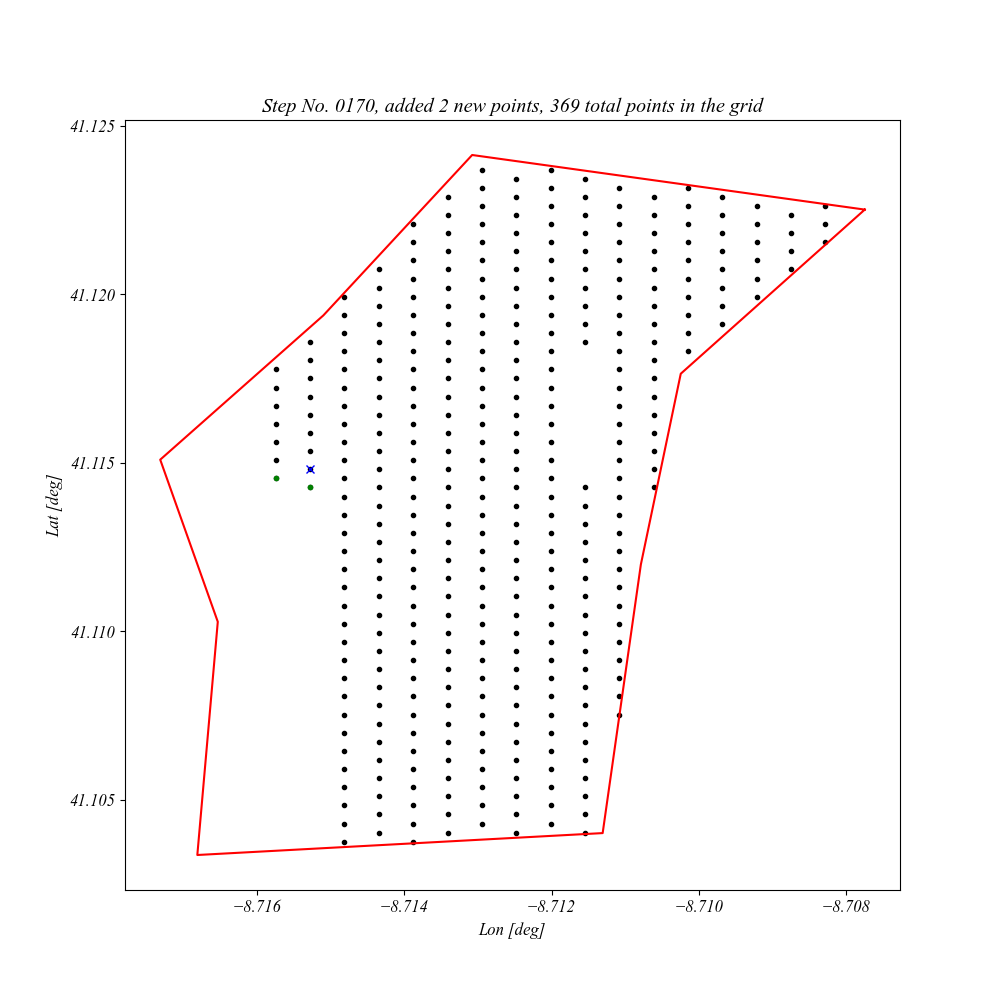 Step No. 0170, added 2 new points, 369 total points in the grid
41.125
41.120
41.115
41.110
41.105
Lat [deg]
−8.716 −8.714 −8.712 −8.710 −8.708
Lon [deg]